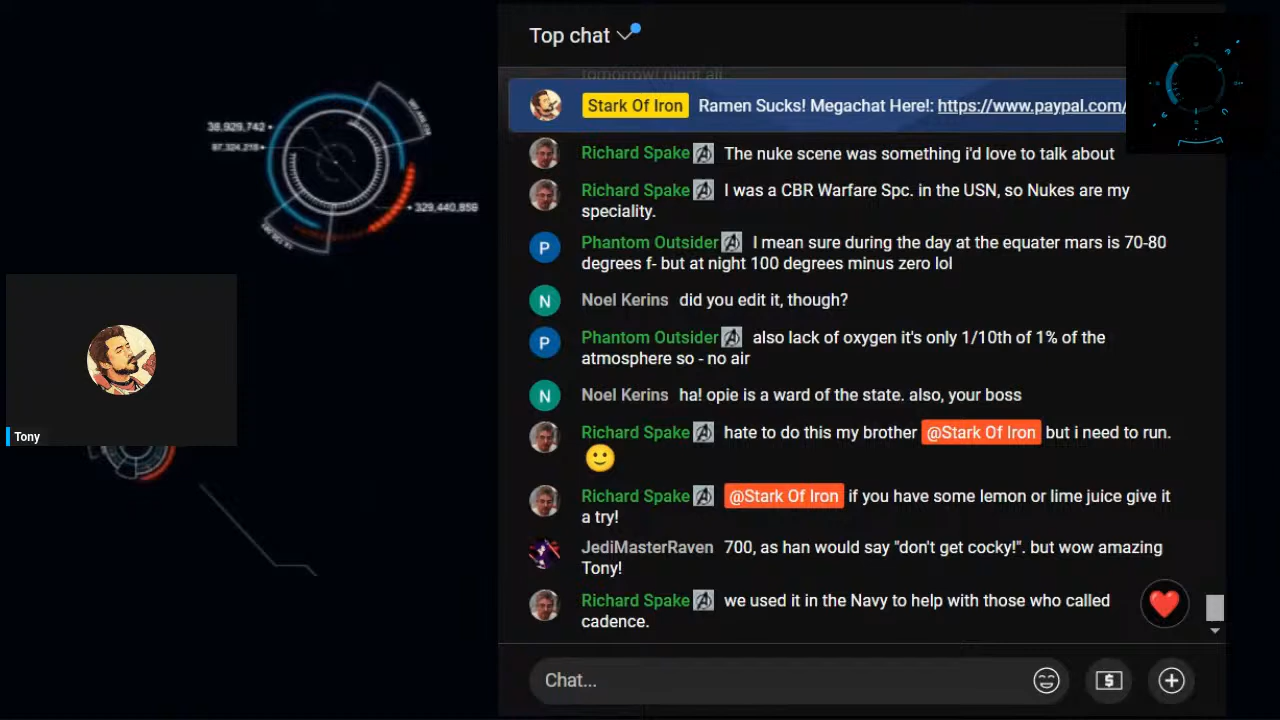 Top chat
tomorrow! night all
Stark Of Iron Ramen Sucks! Megachat Here!: https://www.paypal.com/
Richard Spake The nuke scene was something i'd love to talk about
38,929,742
97,324,218
Richard Spake I was a CBR Warfare Spc. in the USN, so Nukes are my
speciality.
329,440,859
Phantom Outsider I mean sure during the day at the equater mars is 70-80
degrees f- but at night 100 degrees minus zero lol
N Noel Kerins did you edit it, though?
P Phantom Outsider also lack of oxygen it's only 1/10th of 1% of the
atmosphere so - no air
N Noel Kerins ha! opie is a ward of the state. also, your boss
Tony
Richard Spake hate to do this my brother @Stark Of Iron but i need to run.
Richard Spake @Stark Of Iron if you have some lemon or lime juice give it
a try!
JediMasterRaven 700, as han would say "don't get cocky!". but wow amazing
Tony!
Richard Spake we used it in the Navy to help with those who called
cadence.
Chat...